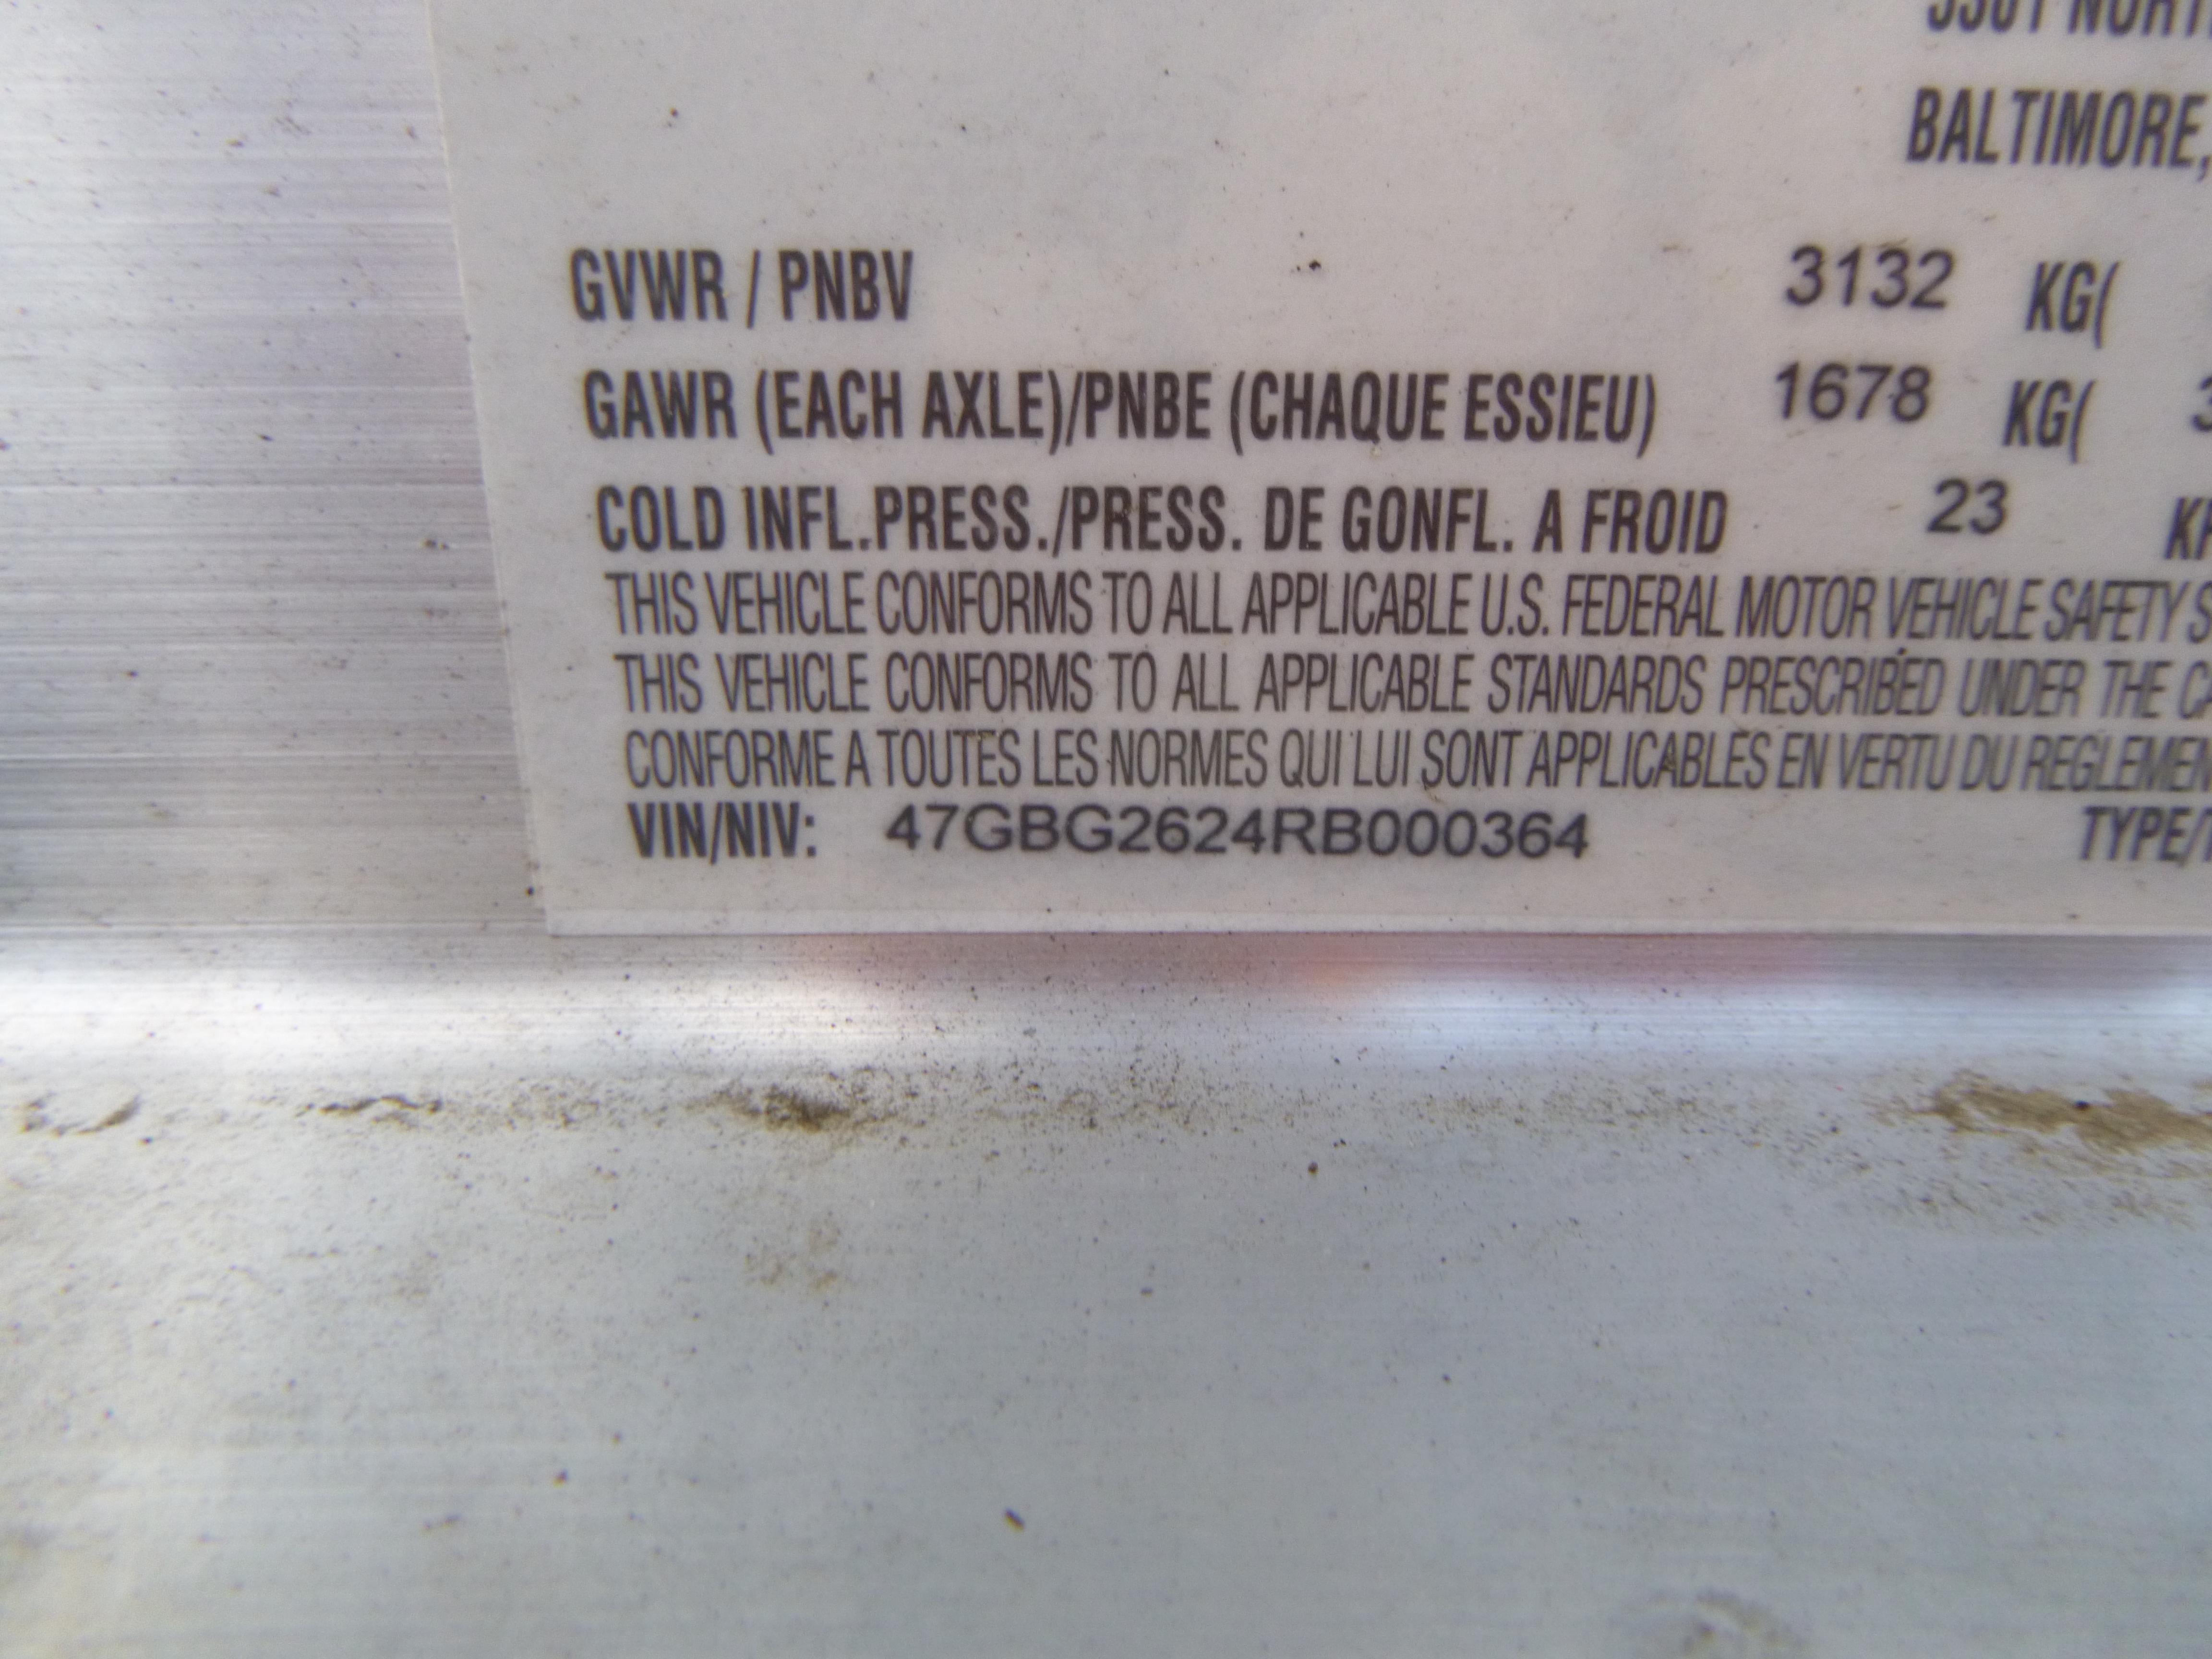 BALTIMORE,
GVWR / PNBV 3132 KG(
GAWR (EACH AXLE)/PNBE (CHAQUE ESSIEU) 1678 KG(
COLD INFL.PRESS./PRESS. DE GONFL. A FROID 23
THIS VEHICLE CONFORMS TO ALL APPLICABLE U.S. FEDERAL MOTOR VEHICLE SAFETY
THIS VEHICLE CONFORMS TO ALL APPLICABLE STANDARDS PRESCRIBED UNDER THE
CONFORME A TOUTES LES NORMES QUI LUI SONT APPLICABLES EN VERTU DU
VIN/NIV: 47GBG2624RB000364 TYPE/